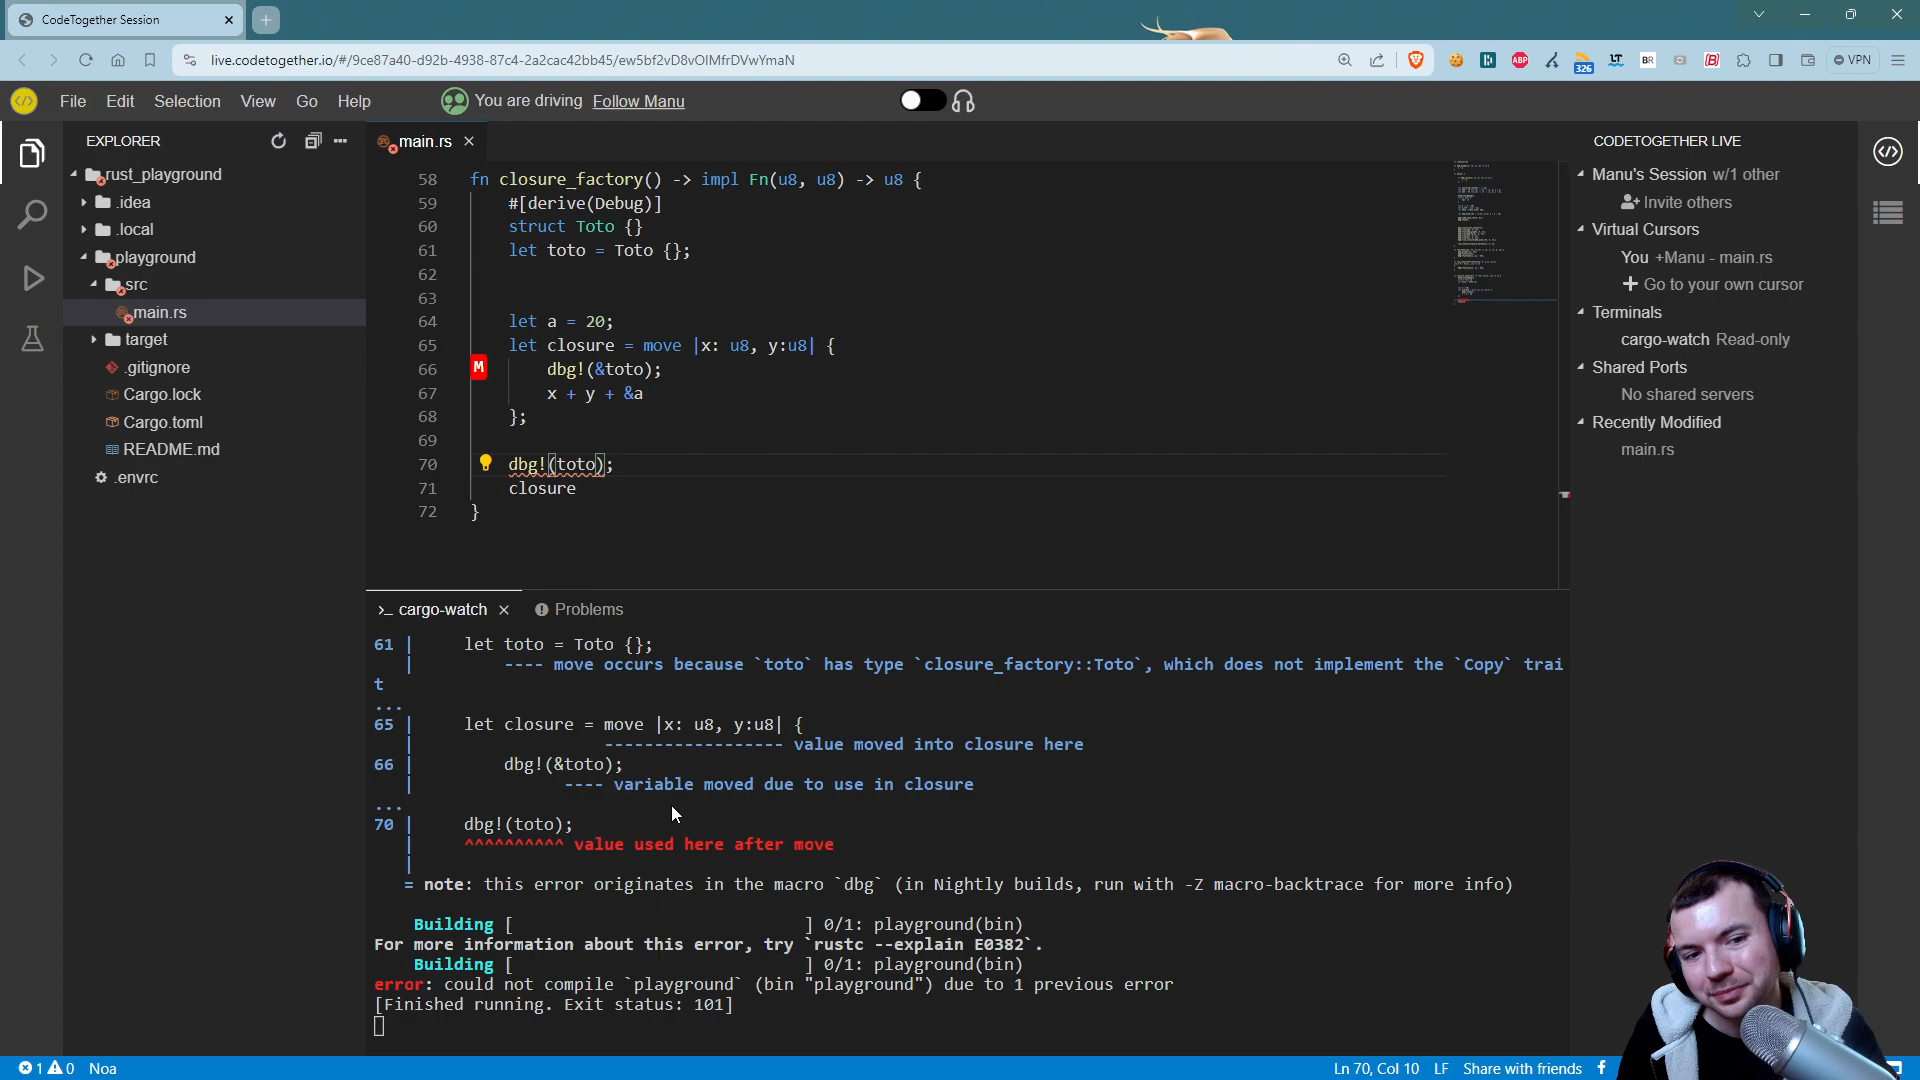 CodeTogether Session
live.codetogether.io/#/9ce87a40-d92b-4938-87c4-2a2cac42bb45/ew5bf2vD8vOIMfrDVwYmaN
ABP
326
LT
BR
VPN
File Edit Selection View Go Help
You are driving Follow Manu
EXPLORER
rust_playground
.idea
.local
playground
src
main.rs
target
.gitignore
Cargo.lock
Cargo.toml
README.md
.envrc
main.rs
58 fn closure_factory() -> impl Fn(u8, u8) -> u8 {
59 #[derive(Debug)]
60 struct Toto {}
61 let toto = Toto {};
62
63
64 let a = 20;
65 let closure = move |x: u8, y:u8| {
M 66 dbg!(&toto);
67 x + y + &a
68 };
69
70 dbg!(toto);
71 closure
72 }
cargo-watch Problems
61 | let toto = Toto {};
| ---- move occurs because `toto` has type `closure_factory::Toto`, which does not implement the `Copy` trai
t
...
65 | let closure = move |x: u8, y:u8| {
| ------------------ value moved into closure here
66 | dbg!(&toto);
| ---- variable moved due to use in closure
...
70 | dbg!(toto);
| ^^^^^^^^^^ value used here after move
|
= note: this error originates in the macro `dbg` (in Nightly builds, run with -Z macro-backtrace for more info)
Building [ ] 0/1: playground(bin)
For more information about this error, try `rustc --explain E0382`.
Building [ ] 0/1: playground(bin)
error: could not compile `playground` (bin "playground") due to 1 previous error
[Finished running. Exit status: 101]
CODETOGETHER LIVE
Manu's Session w/1 other
Invite others
Virtual Cursors
You +Manu - main.rs
Go to your own cursor
Terminals
cargo-watch Read-only
Shared Ports
No shared servers
Recently Modified
main.rs
1 0 Noa
Ln 70, Col 10 LF Share with friends